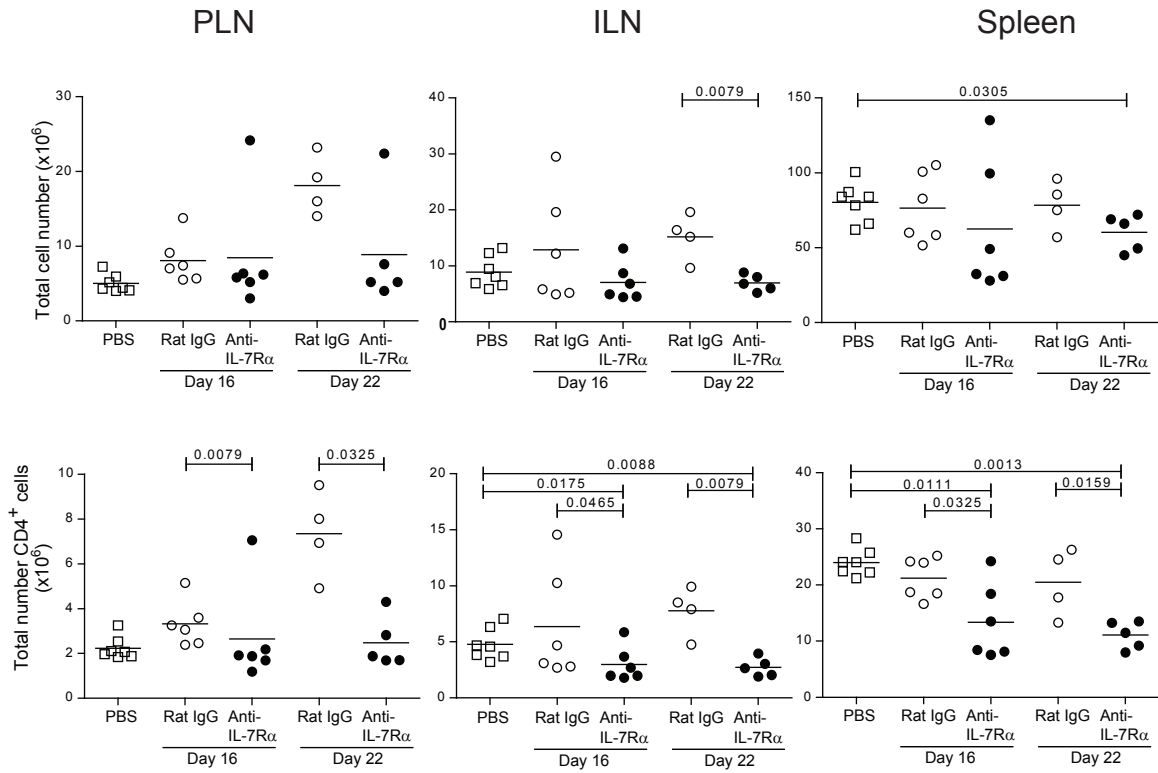 PLN ILN Spleen
0.0079
0.0305
Total cell number (x10⁶)
30
20
10
0
PBS Rat IgG Anti-IL-7Rα Rat IgG Anti-IL-7Rα
Day 16 Day 22
40
30
20
10
0
PBS Rat IgG Anti-IL-7Rα Rat IgG Anti-IL-7Rα
Day 16 Day 22
150
100
50
0
PBS Rat IgG Anti-IL-7Rα Rat IgG Anti-IL-7Rα
Day 16 Day 22
Total number CD4⁺ cells
(x10⁶)
0.0079 0.0325
10
8
6
4
2
0
PBS Rat IgG Anti-IL-7Rα Rat IgG Anti-IL-7Rα
Day 16 Day 22
0.0088
0.0175 0.0079
0.0465
20
15
10
5
0
PBS Rat IgG Anti-IL-7Rα Rat IgG Anti-IL-7Rα
Day 16 Day 22
0.0013
0.0111 0.0159
0.0325
40
30
20
10
0
PBS Rat IgG Anti-IL-7Rα Rat IgG Anti-IL-7Rα
Day 16 Day 22